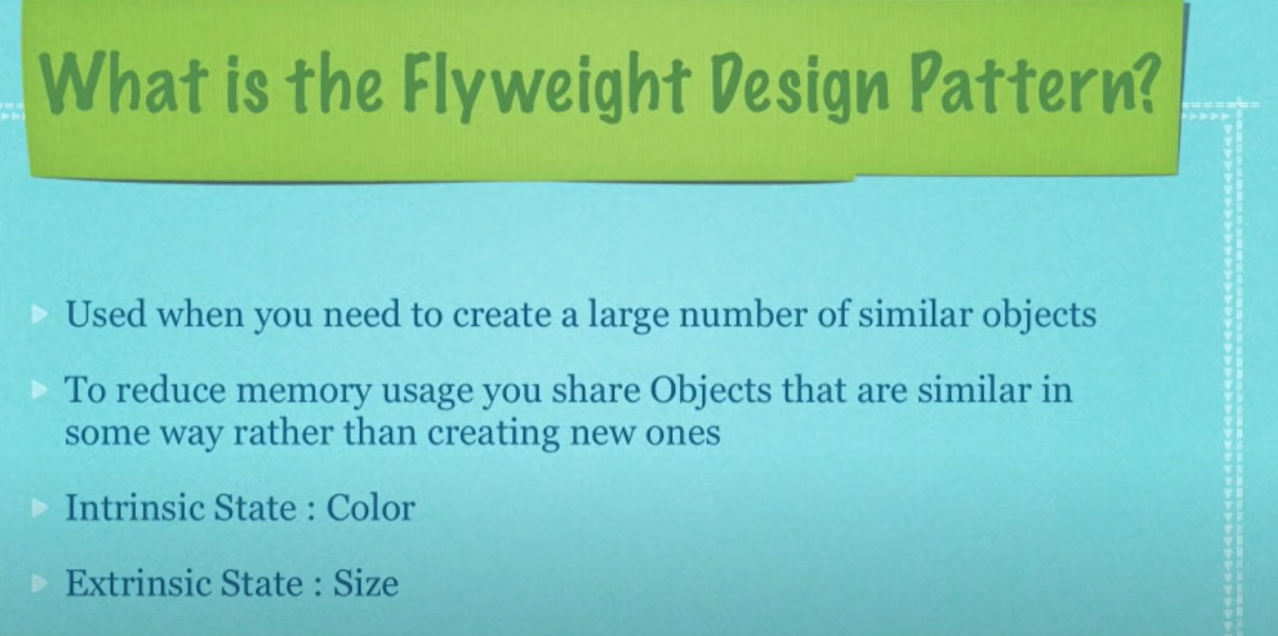 What is the Flyweight Design Pattern?
Used when you need to create a large number of similar objects
To reduce memory usage you share Objects that are similar in
some way rather than creating new ones
Intrinsic State : Color
Extrinsic State : Size